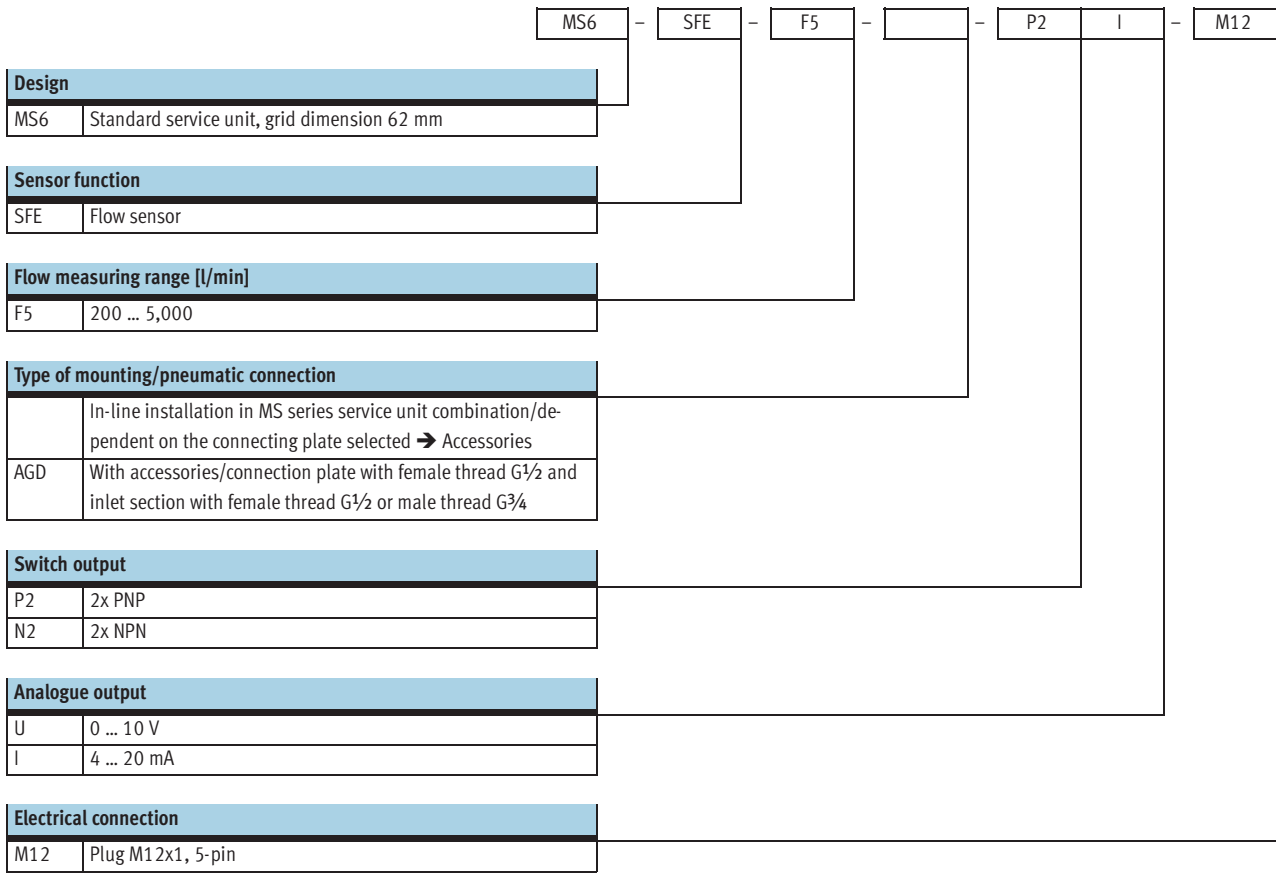 MS6 – SFE – F5 – – P2 I – M12
Design
MS6 Standard service unit, grid dimension 62 mm
Sensor function
SFE Flow sensor
Flow measuring range [l/min]
F5 200 … 5,000
Type of mounting/pneumatic connection
In-line installation in MS series service unit combination/de-
pendent on the connecting plate selected ➔ Accessories
AGD With accessories/connection plate with female thread G½ and
inlet section with female thread G½ or male thread G¾
Switch output
P2 2x PNP
N2 2x NPN
Analogue output
U 0 … 10 V
I 4 … 20 mA
Electrical connection
M12 Plug M12x1, 5-pin